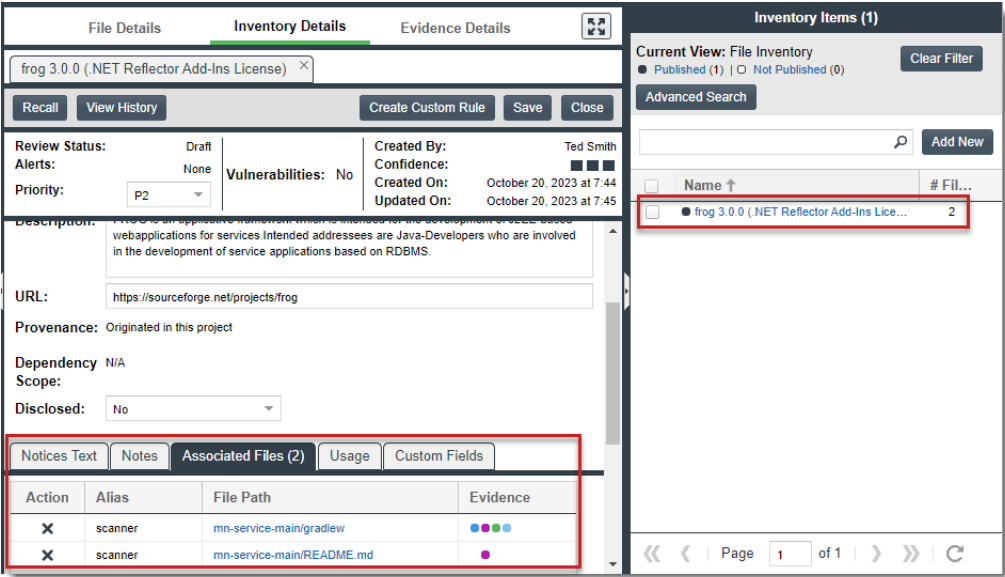 File Details
Inventory Details
Evidence Details
frog 3.0.0 (.NET Reflector Add-Ins License)
Recall
View History
Create Custom Rule
Save
Close
Review Status: Draft
Alerts: None
Priority: P2
Vulnerabilities: No
Created By: Ted Smith
Confidence:
Created On: October 20, 2023 at 7:44
Updated On: October 20, 2023 at 7:45
Description:
webapplications for services.Intended addressees are Java-Developers who are involved
in the development of service applications based on RDBMS.
URL: https://sourceforge.net/projects/frog
Provenance: Originated in this project
Dependency N/A
Scope:
Disclosed: No
Notices Text
Notes
Associated Files (2)
Usage
Custom Fields
Action Alias File Path Evidence
scanner mn-service-main/gradlew
scanner mn-service-main/README.md
Inventory Items (1)
Current View: File Inventory
Published (1) | Not Published (0)
Clear Filter
Advanced Search
Add New
Name # Fil...
frog 3.0.0 (.NET Reflector Add-Ins Lice... 2
Page 1 of 1